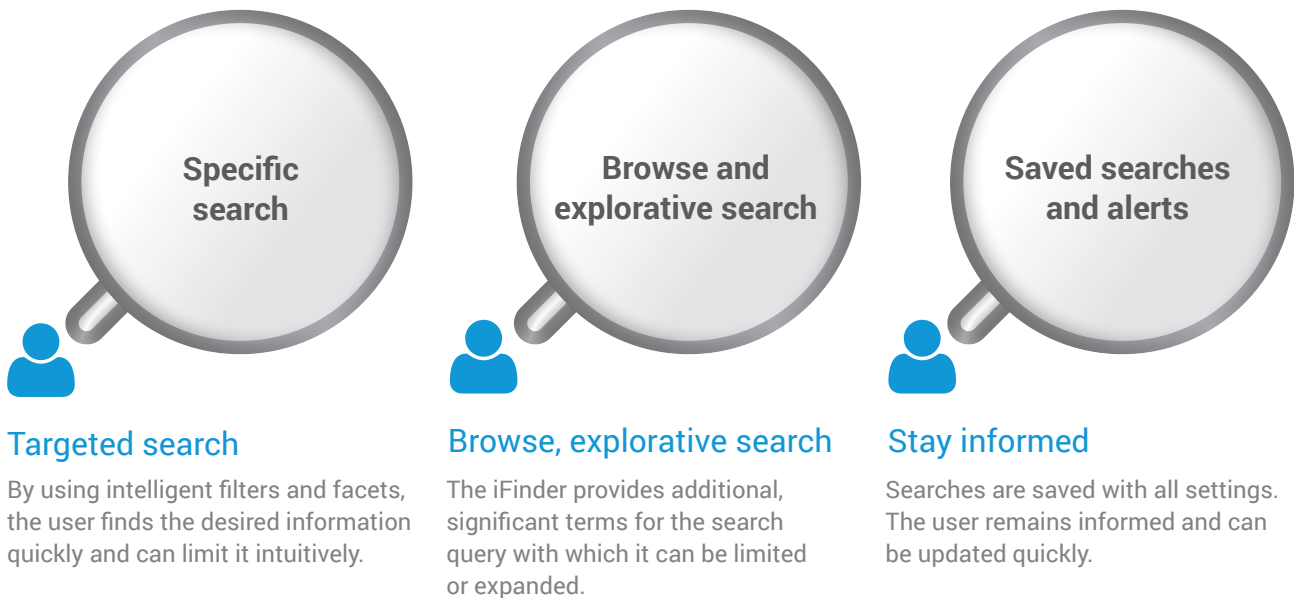 Specific
search
Browse and
explorative search
Saved searches
and alerts
Targeted search
By using intelligent filters and facets,
the user finds the desired information
quickly and can limit it intuitively.
Browse, explorative search
The iFinder provides additional,
significant terms for the search
query with which it can be limited
or expanded.
Stay informed
Searches are saved with all settings.
The user remains informed and can
be updated quickly.